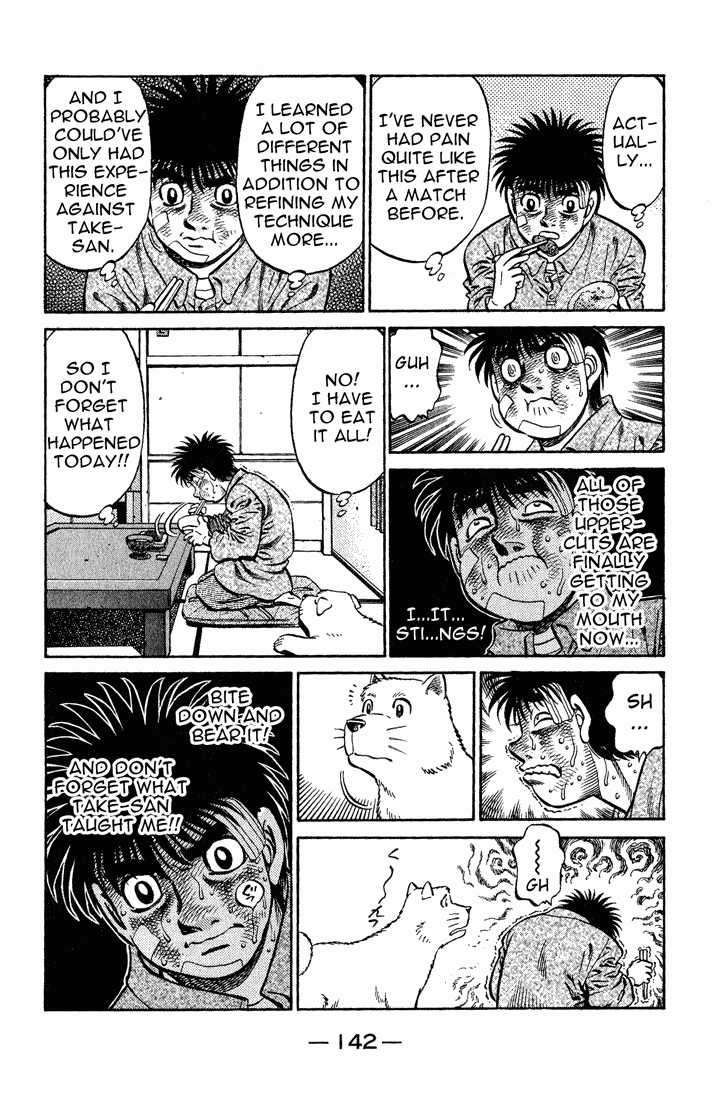 ACT-
UAL-
LY...
I'VE NEVER
HAD PAIN
QUITE LIKE
THIS AFTER
A MATCH
BEFORE.
I LEARNED
A LOT OF
DIFFERENT
THINGS IN
ADDITION TO
REFINING MY
TECHNIQUE
MORE...
AND I
PROBABLY
COULD'VE
ONLY HAD
THIS EXPE-
RIENCE
AGAINST
TAKE-
SAN.
GUH
...
ALL OF
THOSE
UPPER-
CUTS ARE
FINALLY
GETTING
TO MY
MOUTH
NOW...
I...IT...
STI...NGS!
NO!
I HAVE
TO EAT
IT ALL!
SO I
DON'T
FORGET
WHAT
HAPPENED
TODAY!!
SH
...
GH
BITE
DOWN AND
BEAR IT!
AND DON'T
FORGET WHAT
TAKE-SAN
TAUGHT ME!!
— 142 —